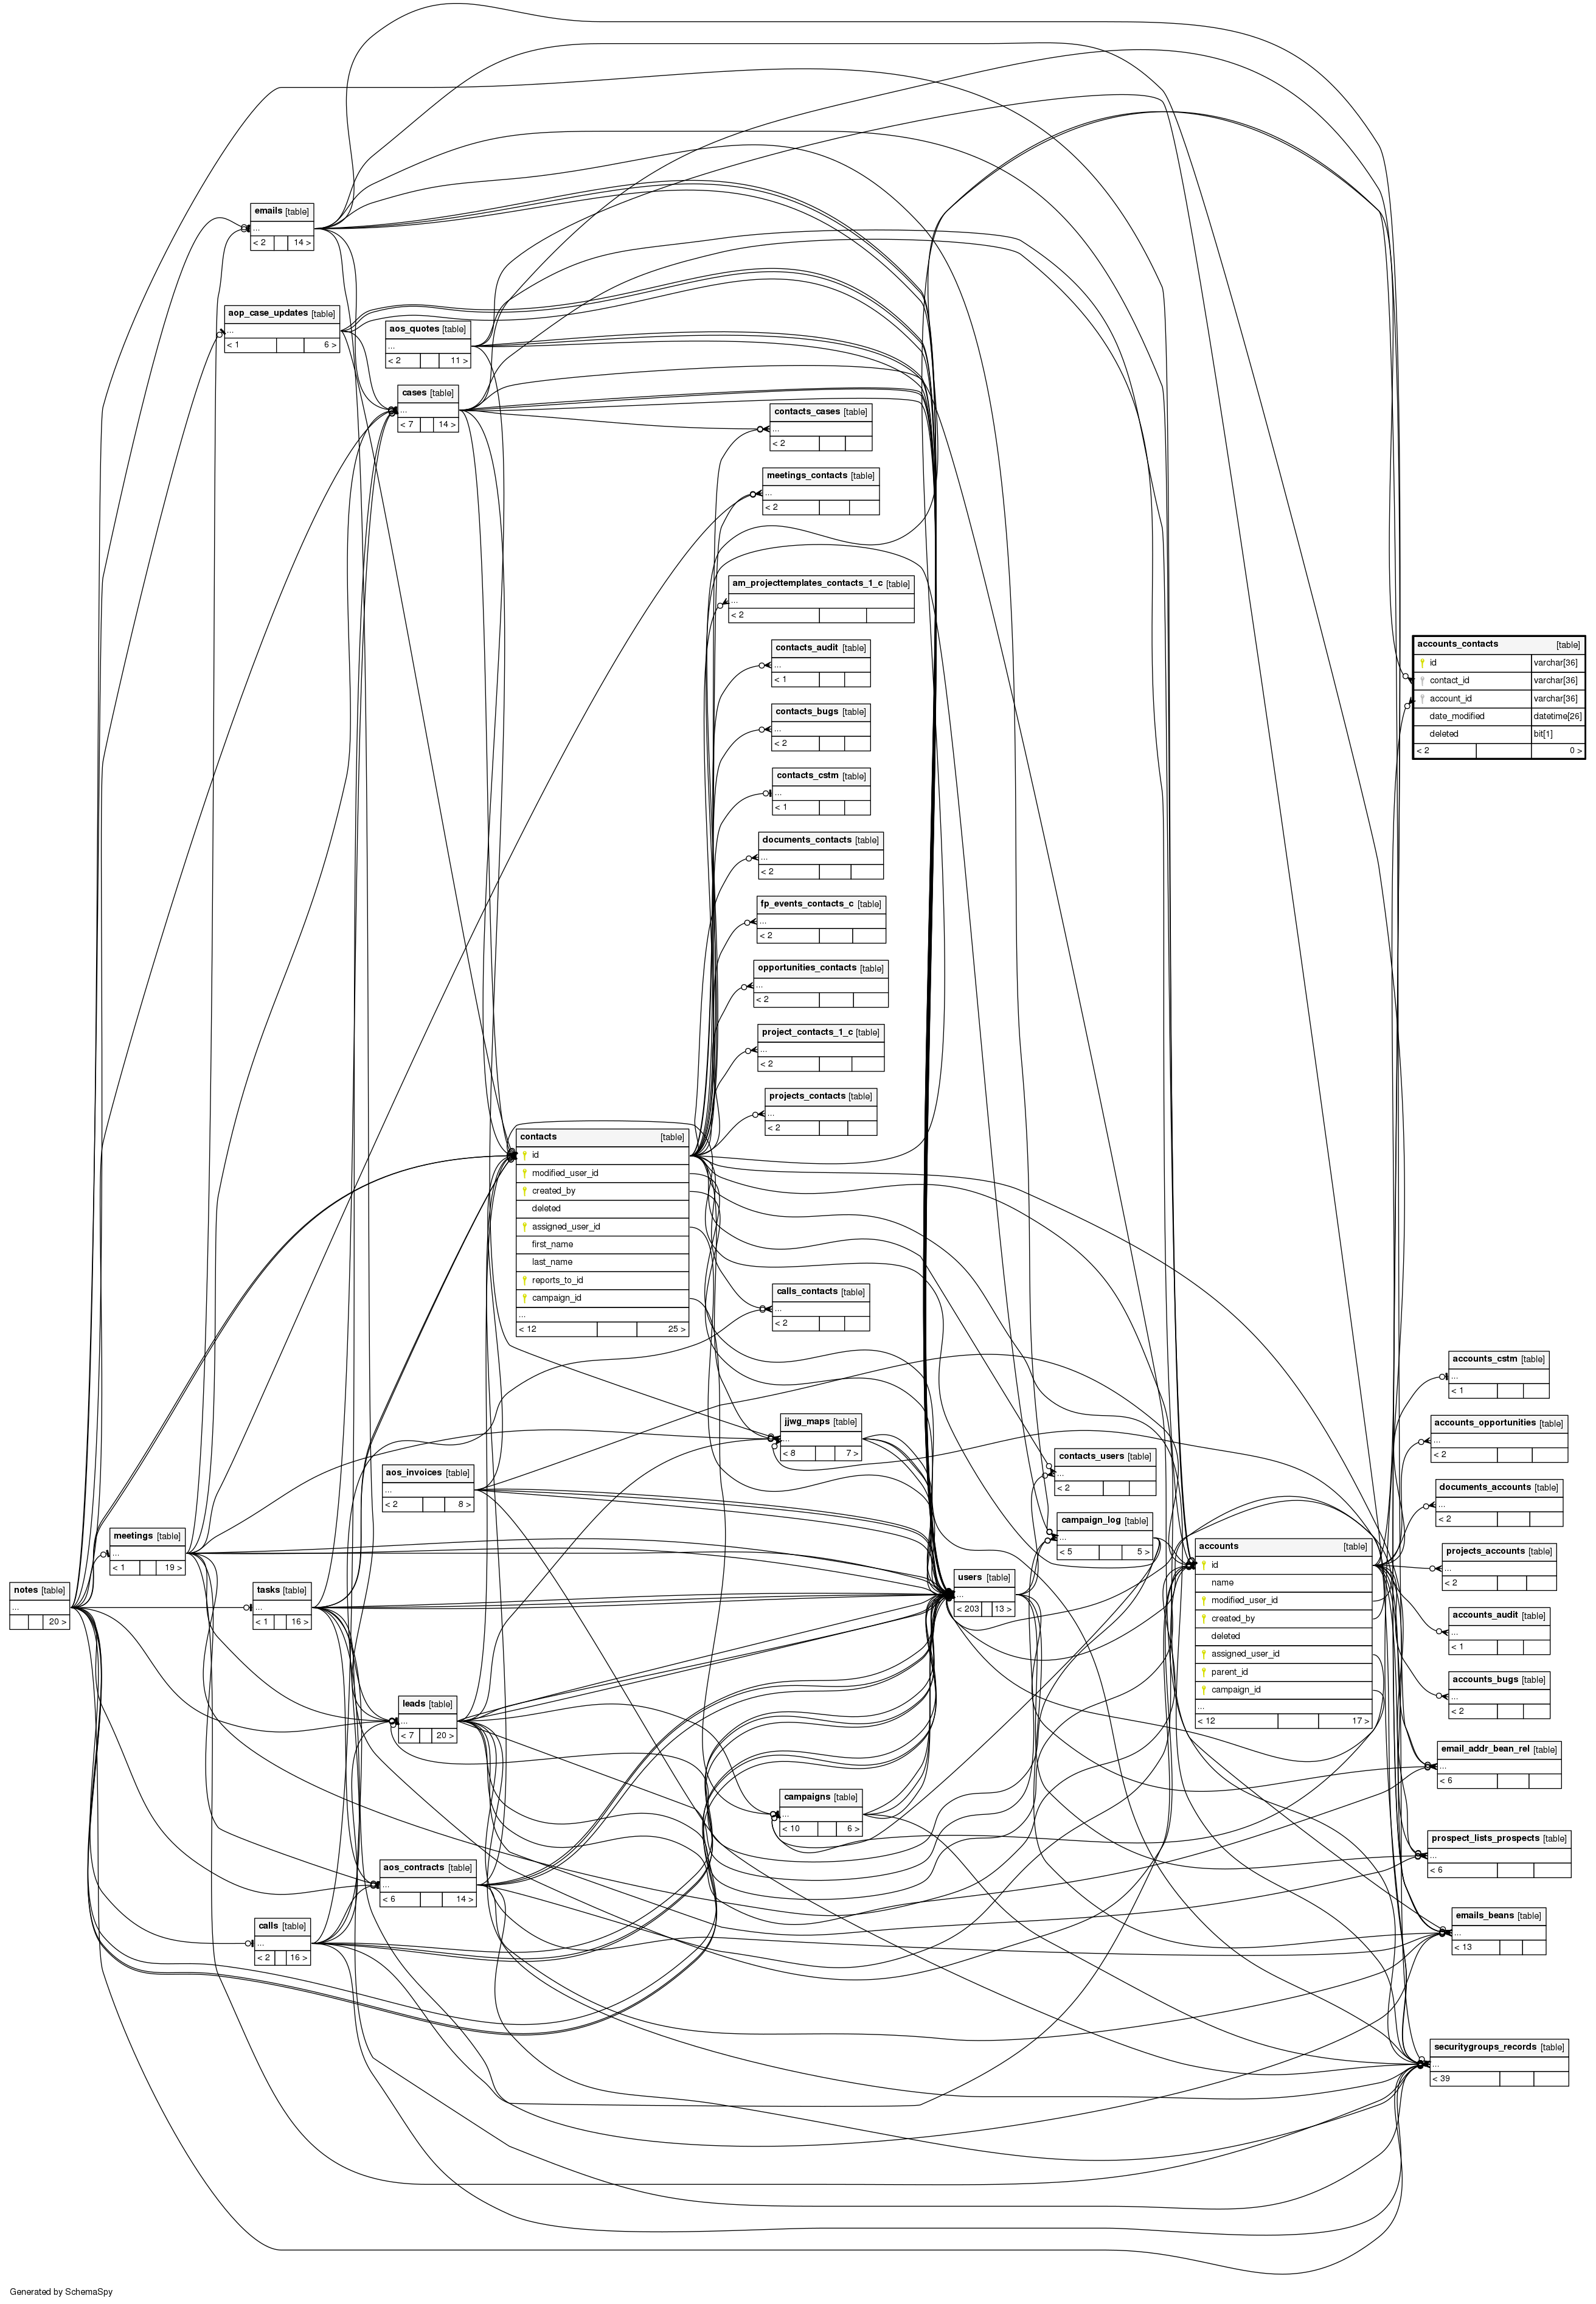 emails [table]
...
< 2 14 >
aop_case_updates [table]
...
< 1 6 >
aos_quotes [table]
...
< 2 11 >
cases [table]
...
< 7 14 >
contacts_cases [table]
...
< 2
meetings_contacts [table]
...
< 2
am_projecttemplates_contacts_1_c [table]
...
< 2
contacts_audit [table]
...
< 1
contacts_bugs [table]
...
< 2
contacts_cstm [table]
...
< 1
documents_contacts [table]
...
< 2
fp_events_contacts_c [table]
...
< 2
opportunities_contacts [table]
...
< 2
project_contacts_1_c [table]
...
< 2
projects_contacts [table]
...
< 2
accounts_contacts [table]
id varchar[36]
contact_id varchar[36]
account_id varchar[36]
date_modified datetime[26]
deleted bit[1]
< 2 0 >
contacts [table]
id
modified_user_id
created_by
deleted
assigned_user_id
first_name
last_name
reports_to_id
campaign_id
...
< 12 25 >
calls_contacts [table]
...
< 2
jjwg_maps [table]
...
< 8 7 >
aos_invoices [table]
...
< 2 8 >
contacts_users [table]
...
< 2
campaign_log [table]
...
< 5 5 >
meetings [table]
...
< 1 19 >
notes [table]
...
20 >
tasks [table]
...
< 1 16 >
users [table]
...
< 203 13 >
accounts [table]
id
name
modified_user_id
created_by
deleted
assigned_user_id
parent_id
campaign_id
...
< 12 17 >
accounts_cstm [table]
...
< 1
accounts_opportunities [table]
...
< 2
documents_accounts [table]
...
< 2
projects_accounts [table]
...
< 2
accounts_audit [table]
...
< 1
accounts_bugs [table]
...
< 2
leads [table]
...
< 7 20 >
email_addr_bean_rel [table]
...
< 6
campaigns [table]
...
< 10 6 >
prospect_lists_prospects [table]
...
< 6
aos_contracts [table]
...
< 6 14 >
calls [table]
...
< 2 16 >
emails_beans [table]
...
< 13
securitygroups_records [table]
...
< 39
Generated by SchemaSpy